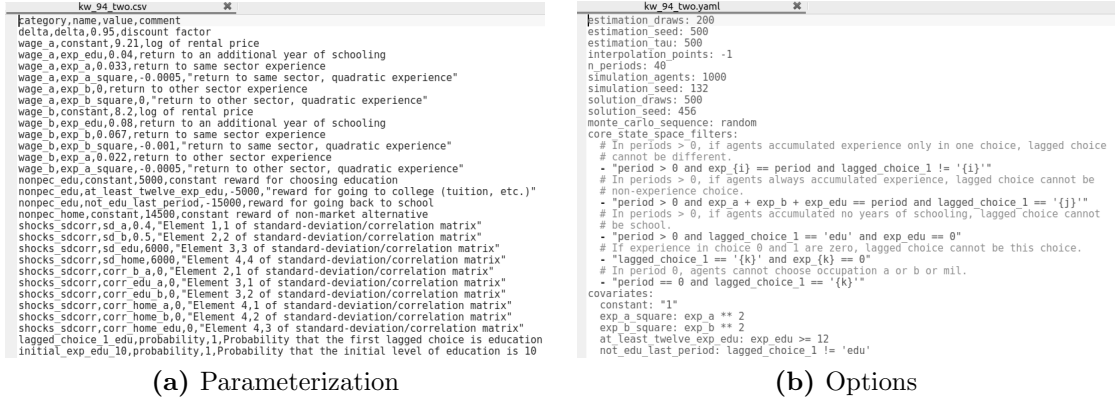 kw_94_two.csv ✖
category,name,value,comment
delta,delta,0.95,discount factor
wage_a,constant,9.21,log of rental price
wage_a,exp_edu,0.04,return to an additional year of schooling
wage_a,exp_a,0.033,return to same sector experience
wage_a,exp_a_square,-0.0005,"return to same sector, quadratic experience"
wage_a,exp_b,0,return to other sector experience
wage_a,exp_b_square,0,"return to other sector, quadratic experience"
wage_b,constant,8.2,log of rental price
wage_b,exp_edu,0.08,return to an additional year of schooling
wage_b,exp_b,0.067,return to same sector experience
wage_b,exp_b_square,-0.001,"return to same sector, quadratic experience"
wage_b,exp_a,0.022,return to other sector experience
wage_b,exp_a_square,-0.0005,"return to other sector, quadratic experience"
nonpec_edu,constant,5000,constant reward for choosing education
nonpec_edu,at_least_twelve_exp_edu,-5000,"reward for going to college (tuition, etc.)"
nonpec_edu,not_edu_last_period,-15000,reward for going back to school
nonpec_home,constant,14500,constant reward of non-market alternative
shocks_sdcorr,sd_a,0.4,"Element 1,1 of standard-deviation/correlation matrix"
shocks_sdcorr,sd_b,0.5,"Element 2,2 of standard-deviation/correlation matrix"
shocks_sdcorr,sd_edu,6000,"Element 3,3 of standard-deviation/correlation matrix"
shocks_sdcorr,sd_home,6000,"Element 4,4 of standard-deviation/correlation matrix"
shocks_sdcorr,corr_b_a,0,"Element 2,1 of standard-deviation/correlation matrix"
shocks_sdcorr,corr_edu_a,0,"Element 3,1 of standard-deviation/correlation matrix"
shocks_sdcorr,corr_edu_b,0,"Element 3,2 of standard-deviation/correlation matrix"
shocks_sdcorr,corr_home_a,0,"Element 4,1 of standard-deviation/correlation matrix"
shocks_sdcorr,corr_home_b,0,"Element 4,2 of standard-deviation/correlation matrix"
shocks_sdcorr,corr_home_edu,0,"Element 4,3 of standard-deviation/correlation matrix"
lagged_choice_1_edu,probability,1,Probability that the first lagged choice is education
initial_exp_edu_10,probability,1,Probability that the initial level of education is 10
(a) Parameterization
kw_94_two.yaml ✖
estimation_draws: 200
estimation_seed: 500
estimation_tau: 500
interpolation_points: -1
n_periods: 40
simulation_agents: 1000
simulation_seed: 132
solution_draws: 500
solution_seed: 456
monte_carlo_sequence: random
core_state_space_filters:
# In periods > 0, if agents accumulated experience only in one choice, lagged choice
# cannot be different.
- "period > 0 and exp_{i} == period and lagged_choice_1 != '{i}'"
# In periods > 0, if agents always accumulated experience, lagged choice cannot be
# non-experience choice.
- "period > 0 and exp_a + exp_b + exp_edu == period and lagged_choice_1 == '{j}'"
# In periods > 0, if agents accumulated no years of schooling, lagged choice cannot
# be school.
- "period > 0 and lagged_choice_1 == 'edu' and exp_edu == 0"
# If experience in choice 0 and 1 are zero, lagged choice cannot be this choice.
- "lagged_choice_1 == '{k}' and exp_{k} == 0"
# In period 0, agents cannot choose occupation a or b or mil.
- "period == 0 and lagged_choice_1 == '{k}'"
covariates:
constant: "1"
exp_a_square: exp_a ** 2
exp_b_square: exp_b ** 2
at_least_twelve_exp_edu: exp_edu >= 12
not_edu_last_period: lagged_choice_1 != 'edu'
(b) Options